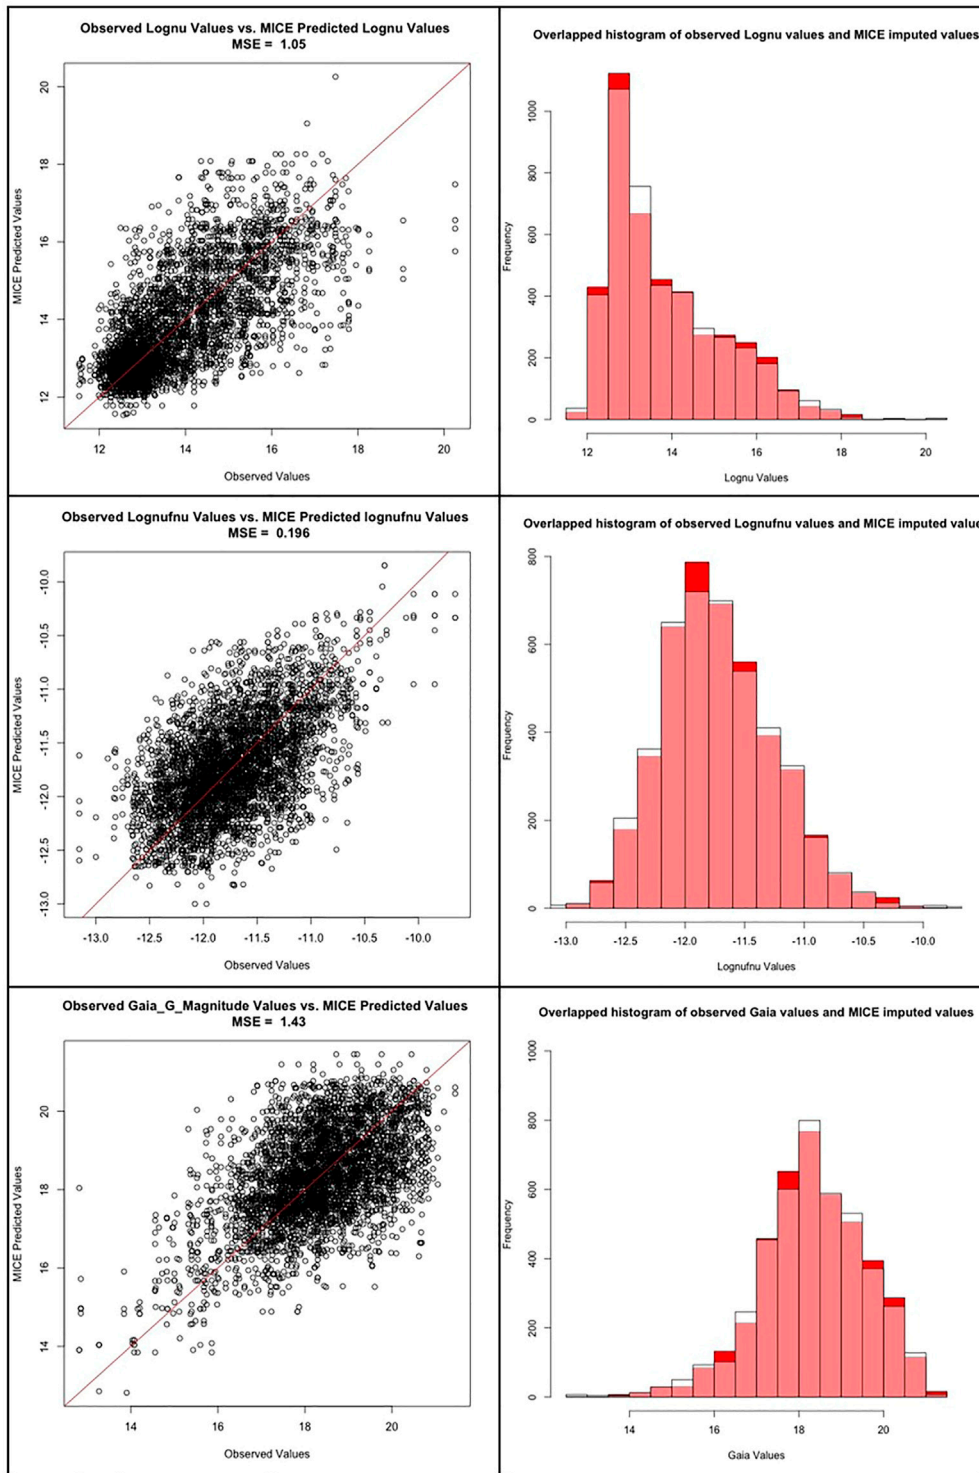 Observed Lognu Values vs. MICE Predicted Lognu Values
MSE = 1.05
MICE Predicted Values
12
14
16
18
20
12 14 16 18 20
Observed Values
Overlapped histogram of observed Lognu values and MICE imputed values
Frequency
0
200
400
600
800
1000
12 14 16 18 20
Lognu Values
Observed Lognufnu Values vs. MICE Predicted lognufnu Values
MSE = 0.196
MICE Predicted Values
-13.0
-12.5
-12.0
-11.5
-11.0
-10.5
-10.0
-13.0 -12.5 -12.0 -11.5 -11.0 -10.5 -10.0
Observed Values
Overlapped histogram of observed Lognufnu values and MICE imputed value
Frequency
0
200
400
600
800
-13.0 -12.5 -12.0 -11.5 -11.0 -10.5 -10.0
Lognufnu Values
Observed Gaia_G_Magnitude Values vs. MICE Predicted Values
MSE = 1.43
MICE Predicted Values
14
16
18
20
14 16 18 20
Observed Values
Overlapped histogram of observed Gaia values and MICE imputed values
Frequency
0
200
400
600
800
1000
14 16 18 20
Gaia Values